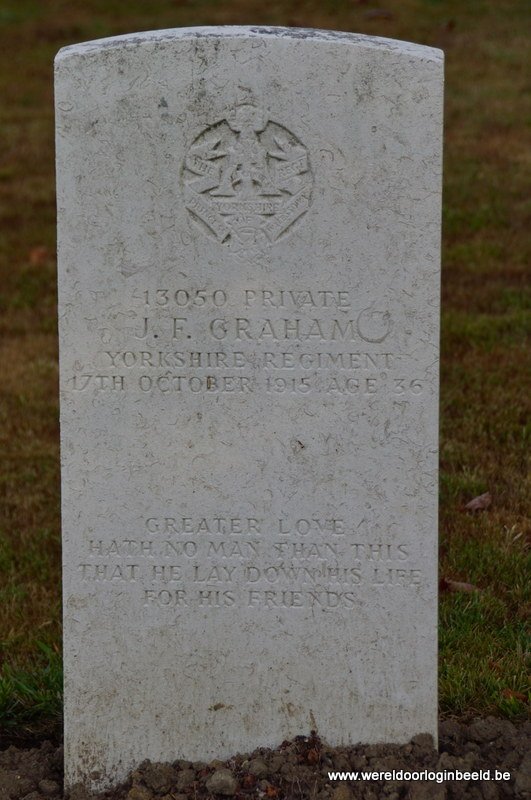 13050 PRIVATE
J. F. GRAHAM
YORKSHIRE REGIMENT
17TH OCTOBER 1915 AGE 36
GREATER LOVE
HATH NO MAN THAN THIS
THAT HE LAY DOWN HIS LIFE
FOR HIS FRIENDS
www.wereldoorloginbeeld.be